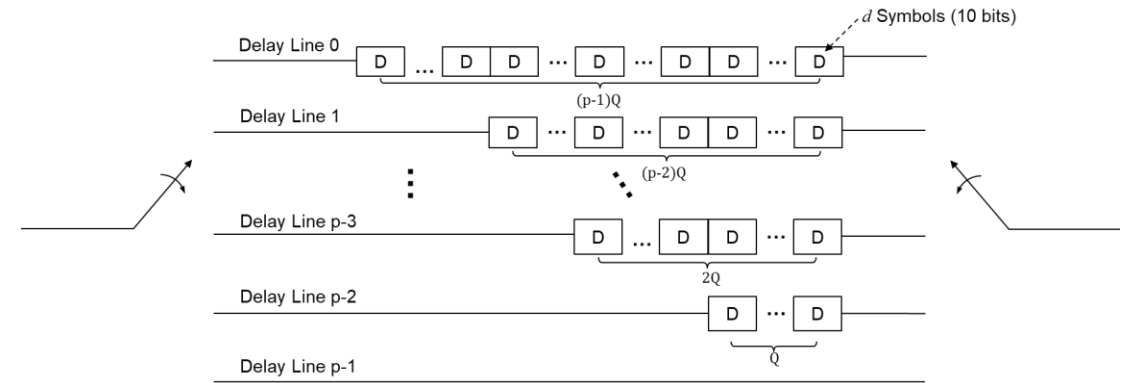 d Symbols (10 bits)
Delay Line 0
D ... D D ... D ... D D ... D
(p-1)Q
Delay Line 1
D ... D ... D D ... D
(p-2)Q
Delay Line p-3
D ... D D ... D
2Q
Delay Line p-2
D ... D
Q
Delay Line p-1